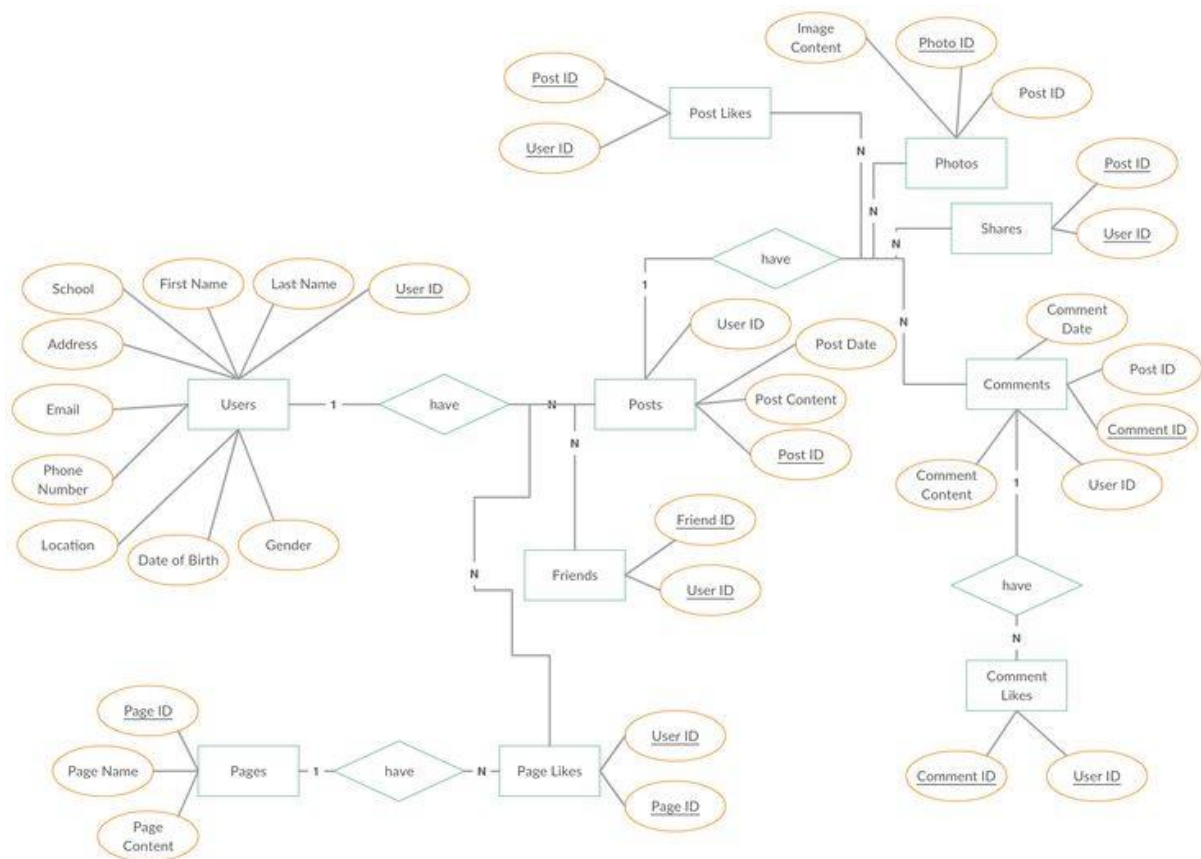 Image
Content
Photo ID
Post ID
Post ID
Post Likes
User ID
N
Photos
N
Post ID
Shares
User ID
N
have
1
N
School
First Name
Last Name
User ID
Address
Email
Phone
Number
Location
Date of Birth
Gender
Users
1
have
N
Posts
User ID
Post Date
Post Content
Post ID
Comment
Date
Comments
Post ID
Comment ID
Comment
Content
User ID
1
have
N
Comment
Likes
Comment ID
User ID
N
Friends
Friend ID
User ID
N
Page ID
Page Name
Page
Content
Pages
1
have
N
Page Likes
User ID
Page ID